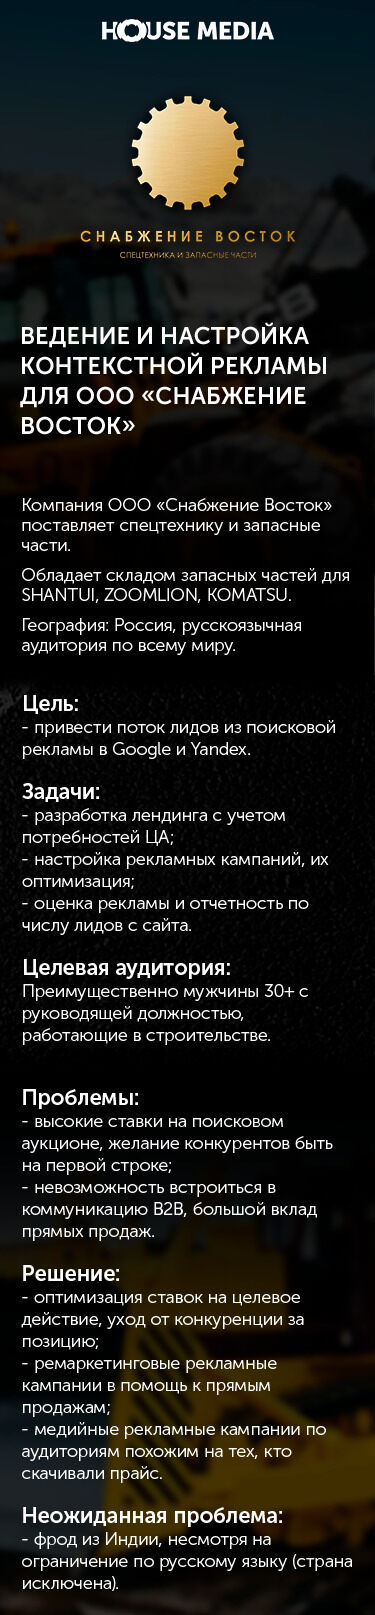 HOUSE MEDIA
СНАБЖЕНИЕ ВОСТОК
СПЕЦТЕХНИКА И ЗАПАСНЫЕ ЧАСТИ
ВЕДЕНИЕ И НАСТРОЙКА
КОНТЕКСТНОЙ РЕКЛАМЫ
ДЛЯ ООО «СНАБЖЕНИЕ
ВОСТОК»
Компания ООО «Снабжение Восток»
поставляет спецтехнику и запасные
части.
Обладает складом запасных частей для
SHANTUI, ZOOMLION, KOMATSU.
География: Россия, русскоязычная
аудитория по всему миру.
Цель:
- привести поток лидов из поисковой
рекламы в Google и Yandex.
Задачи:
- разработка лендинга с учетом
потребностей ЦА;
- настройка рекламных кампаний, их
оптимизация;
- оценка рекламы и отчетность по
числу лидов с сайта.
Целевая аудитория:
Преимущественно мужчины 30+ с
руководящей должностью,
работающие в строительстве.
Проблемы:
- высокие ставки на поисковом
аукционе, желание конкурентов быть
на первой строке;
- невозможность встроиться в
коммуникацию B2B, большой вклад
прямых продаж.
Решение:
- оптимизация ставок на целевое
действие, уход от конкуренции за
позицию;
- ремаркетинговые рекламные
кампании в помощь к прямым
продажам;
- медийные рекламные кампании по
аудиториям похожим на тех, кто
скачивали прайс.
Неожиданная проблема:
- фрод из Индии, несмотря на
ограничение по русскому языку (страна
исключена).